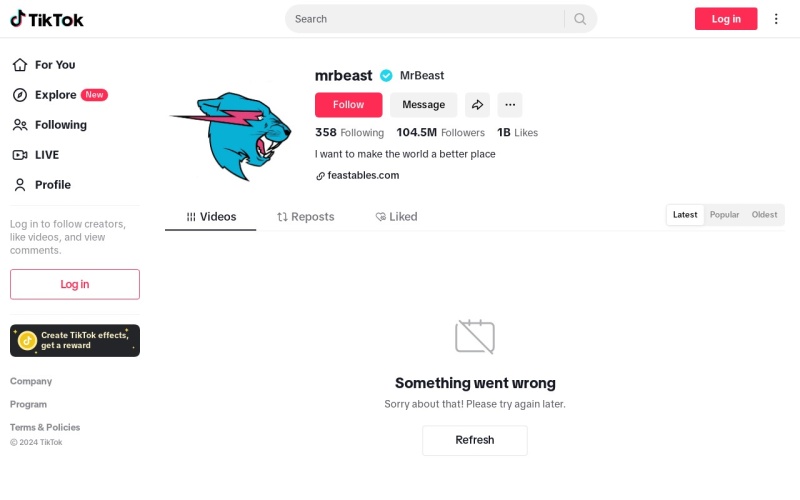 TikTok
Search
Log in
For You
Explore New
Following
LIVE
Profile
Log in to follow creators,
like videos, and view
comments.
Log in
Create TikTok effects,
get a reward
Company
Program
Terms & Policies
© 2024 TikTok
mrbeast MrBeast
Follow Message
358 Following 104.5M Followers 1B Likes
I want to make the world a better place
feastables.com
Videos Reposts Liked
Latest Popular Oldest
Something went wrong
Sorry about that! Please try again later.
Refresh